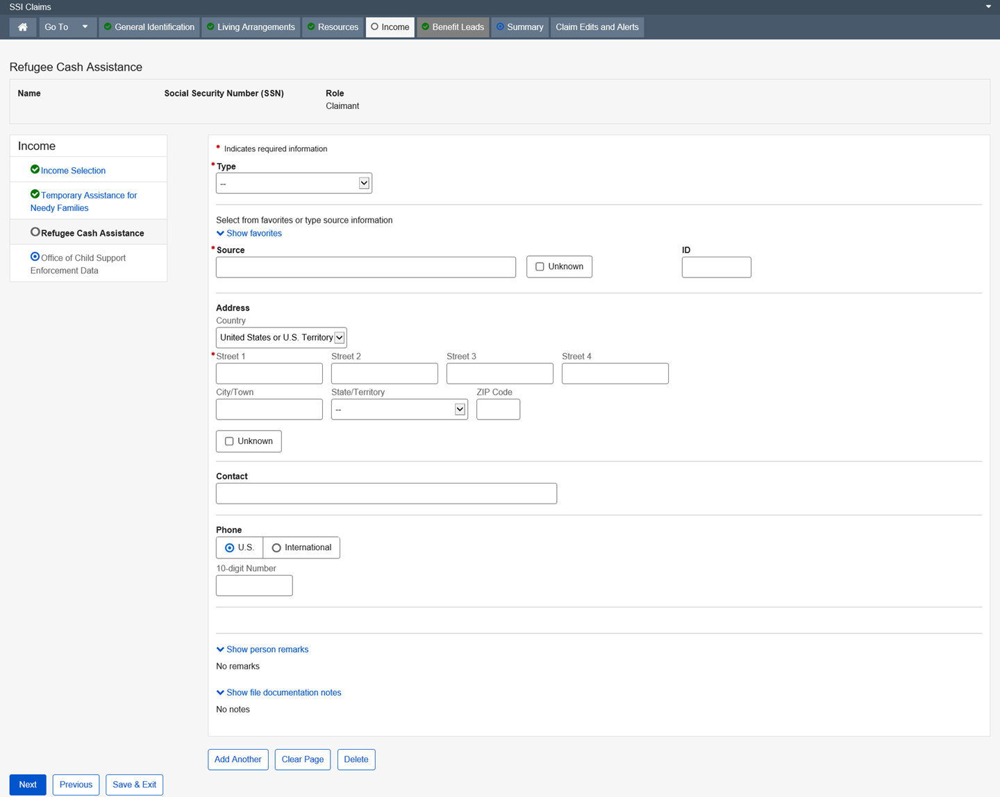 SSI Claims
Go To General Identification Living Arrangements Resources Income Benefit Leads Summary Claim Edits and Alerts
Refugee Cash Assistance
Name Social Security Number (SSN) Role
Claimant
Income
Income Selection
Temporary Assistance for
Needy Families
Refugee Cash Assistance
Office of Child Support
Enforcement Data
* Indicates required information
* Type
--
Select from favorites or type source information
Show favorites
* Source ID
Unknown
Address
Country
United States or U.S. Territory
* Street 1 Street 2 Street 3 Street 4
City/Town State/Territory ZIP Code
--
Unknown
Contact
Phone
U.S. International
10-digit Number
Show person remarks
No remarks
Show file documentation notes
No notes
Add Another Clear Page Delete
Next Previous Save & Exit